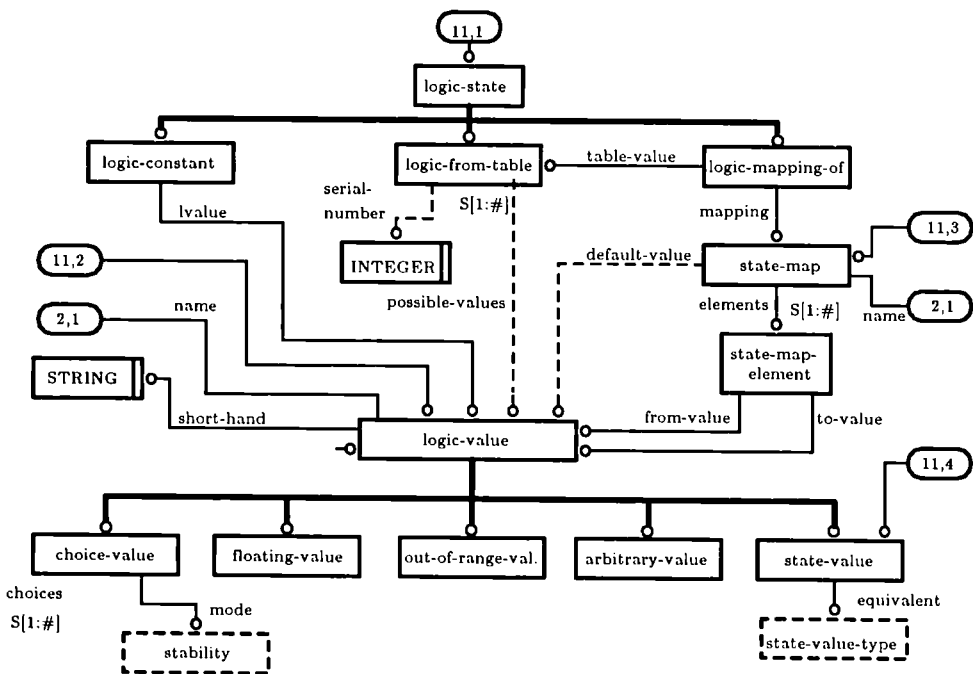 11,1
logic-state
logic-constant
logic-from-table
table-value
logic-mapping-of
serial-
number
S[1:#]
lvalue
mapping
11,3
11,2
INTEGER
default-value
state-map
possible-values
elements
S[1:#]
name
2,1
2,1
name
STRING
state-map-
element
short-hand
from-value
to-value
logic-value
11,4
choice-value
floating-value
out-of-range-val.
arbitrary-value
state-value
choices
S[1:#]
mode
equivalent
stability
state-value-type